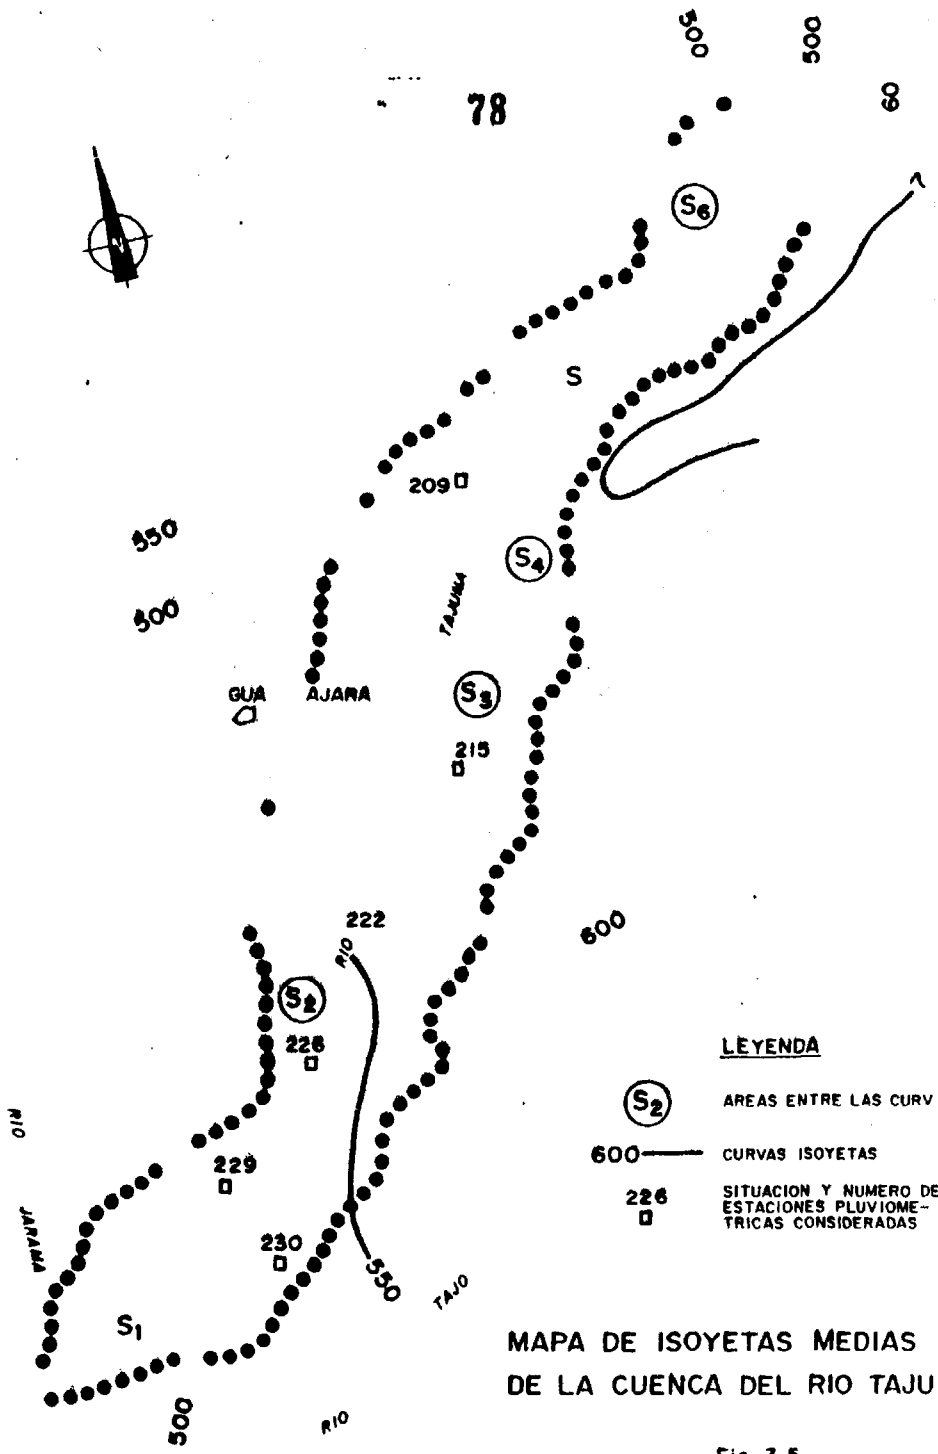 500
500
60
78
S6
S
209
S4
550
500
TAJUNA
GUA AJARA
S3
215
222
600
RIO
S2
226
LEYENDA
S2 AREAS ENTRE LAS CURV
600 CURVAS ISOYETAS
226 SITUACION Y NUMERO DE
ESTACIONES PLUVIOME-
TRICAS CONSIDERADAS
RIO
229
JARAMA
230
550
TAJO
S1
MAPA DE ISOYETAS MEDIAS
DE LA CUENCA DEL RIO TAJU
500
RIO